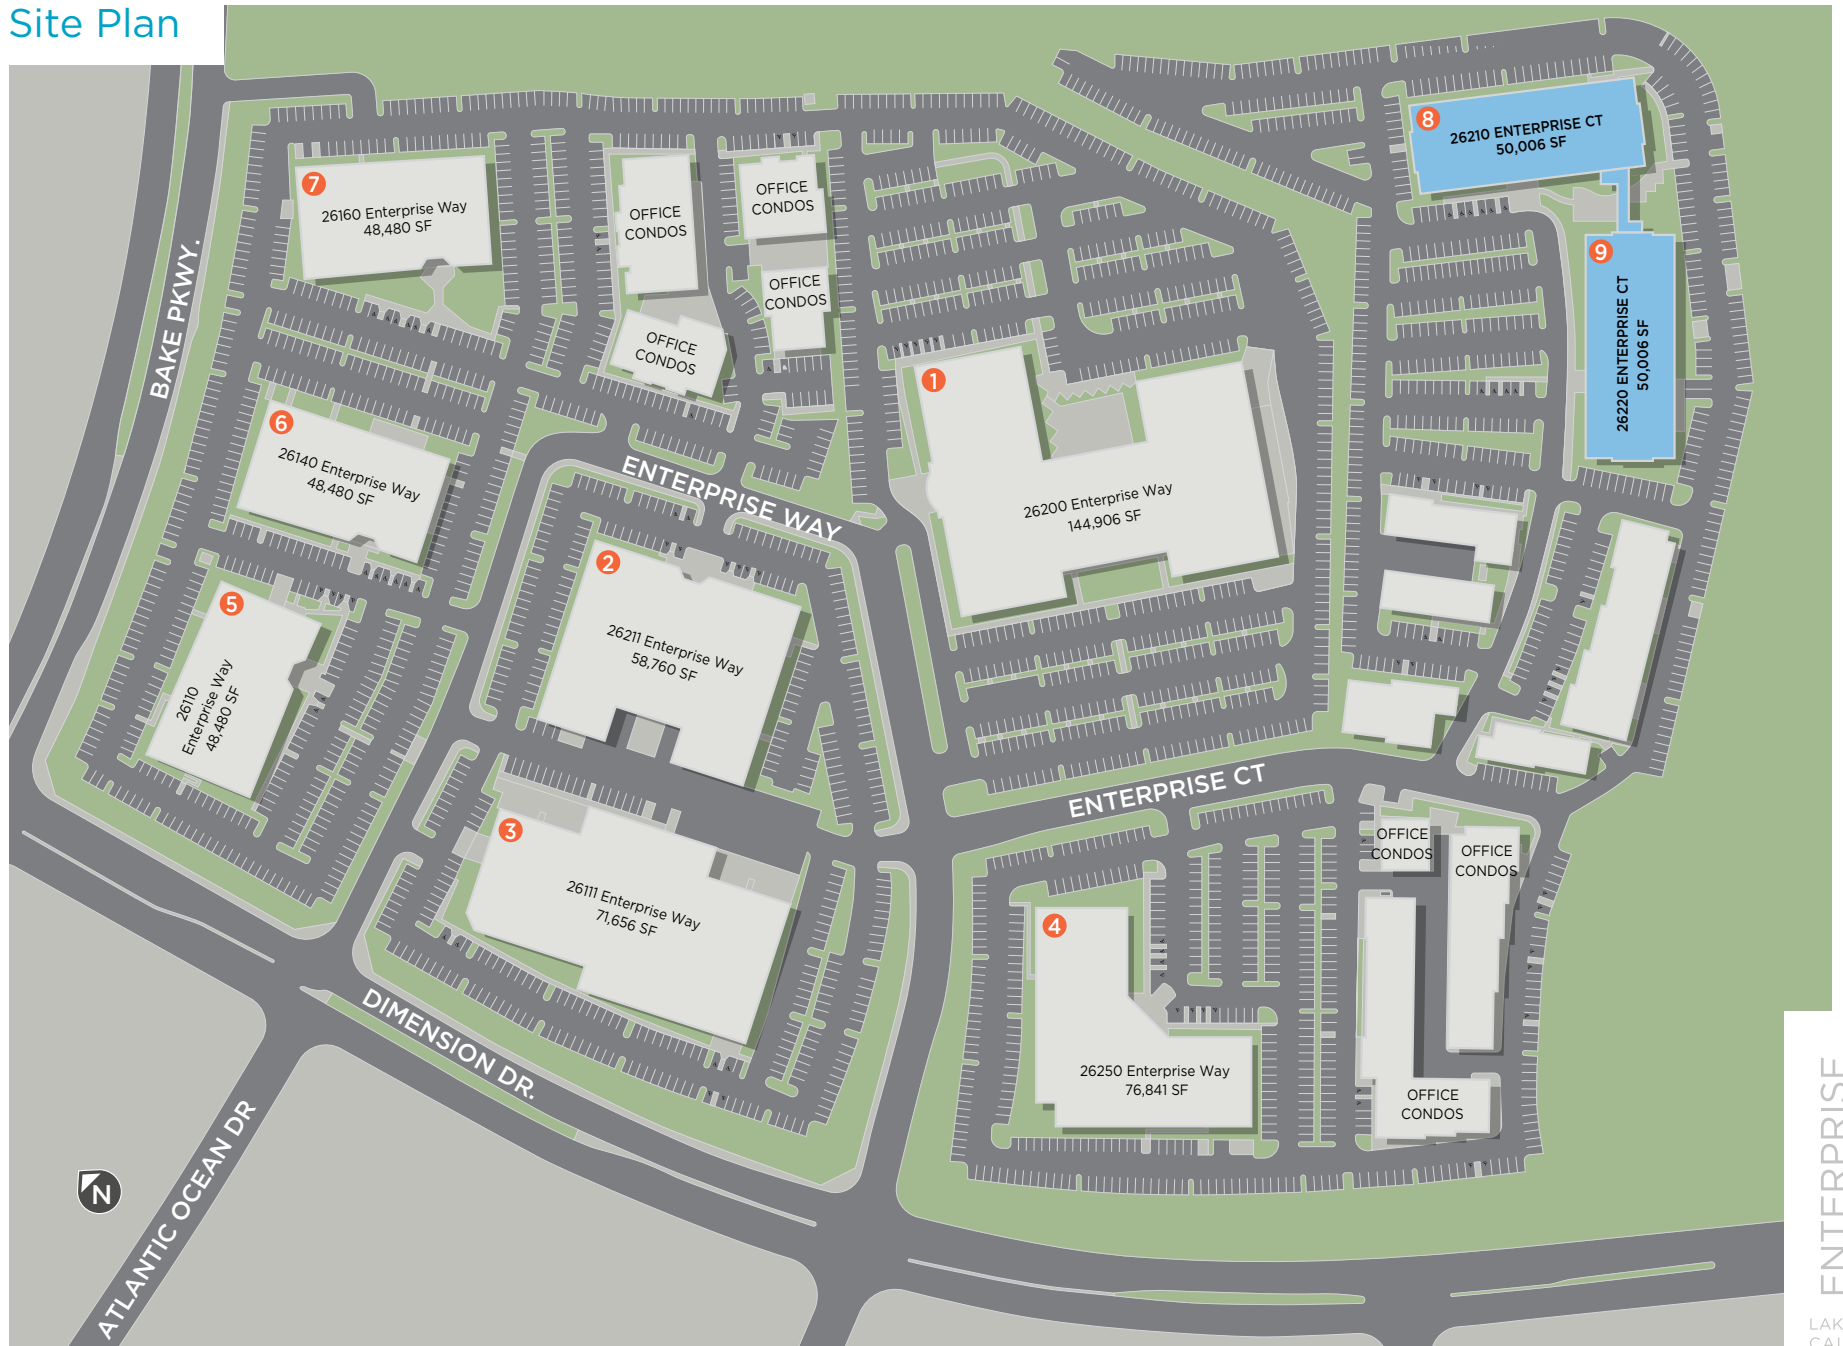 Site Plan
8
26210 ENTERPRISE CT
50,006 SF
7
26160 Enterprise Way
48,480 SF
OFFICE
CONDOS
OFFICE
CONDOS
OFFICE
CONDOS
OFFICE
CONDOS
9
26220 ENTERPRISE CT
50,006 SF
BAKE PKWY.
1
26200 Enterprise Way
144,906 SF
6
26140 Enterprise Way
48,480 SF
ENTERPRISE WAY
2
26211 Enterprise Way
58,760 SF
5
26110
Enterprise Way
48,480 SF
ENTERPRISE CT
3
26111 Enterprise Way
71,656 SF
OFFICE
CONDOS
OFFICE
CONDOS
4
26250 Enterprise Way
76,841 SF
OFFICE
CONDOS
DIMENSION DR.
ATLANTIC OCEAN DR
N
ENTERPRISE
LAK
CAL